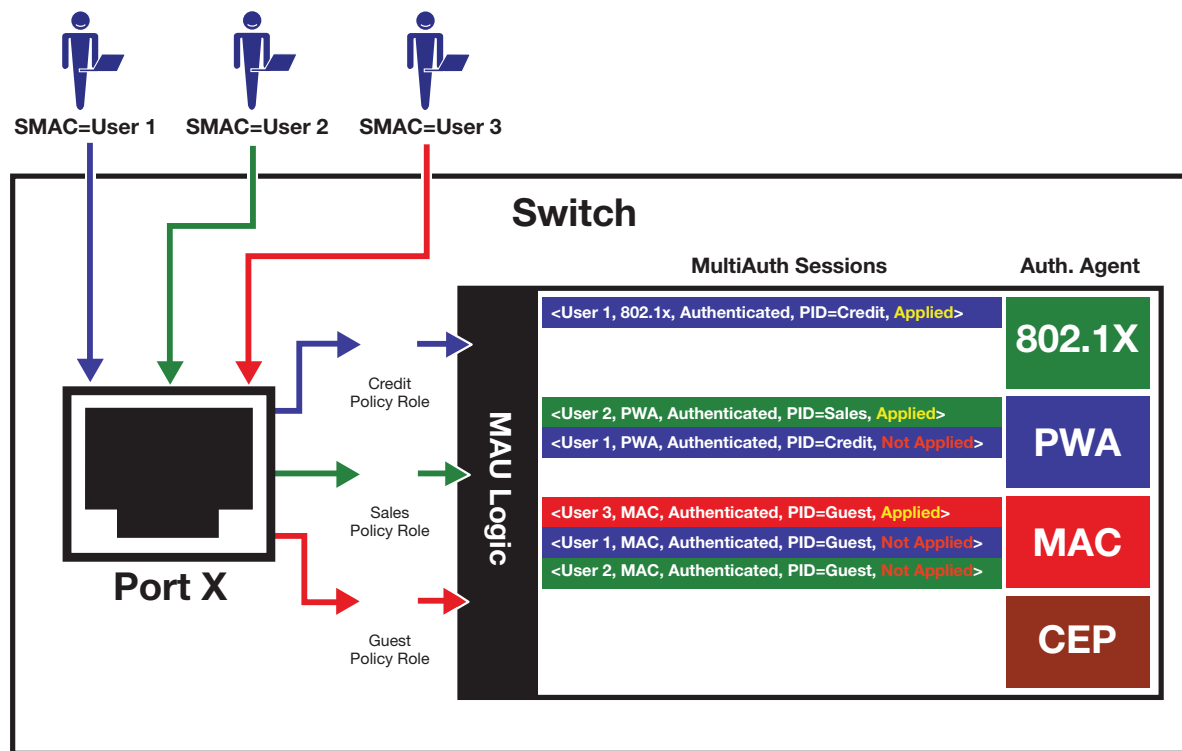 SMAC=User 1
SMAC=User 2
SMAC=User 3
Switch
MultiAuth Sessions
Auth. Agent
<User 1, 802.1x, Authenticated, PID=Credit, Applied>
802.1X
Credit
Policy Role
<User 2, PWA, Authenticated, PID=Sales, Applied>
<User 1, PWA, Authenticated, PID=Credit, Not Applied>
PWA
MAU Logic
Sales
Policy Role
<User 3, MAC, Authenticated, PID=Guest, Applied>
<User 1, MAC, Authenticated, PID=Guest, Not Applied>
<User 2, MAC, Authenticated, PID=Guest, Not Applied>
MAC
Port X
Guest
Policy Role
CEP